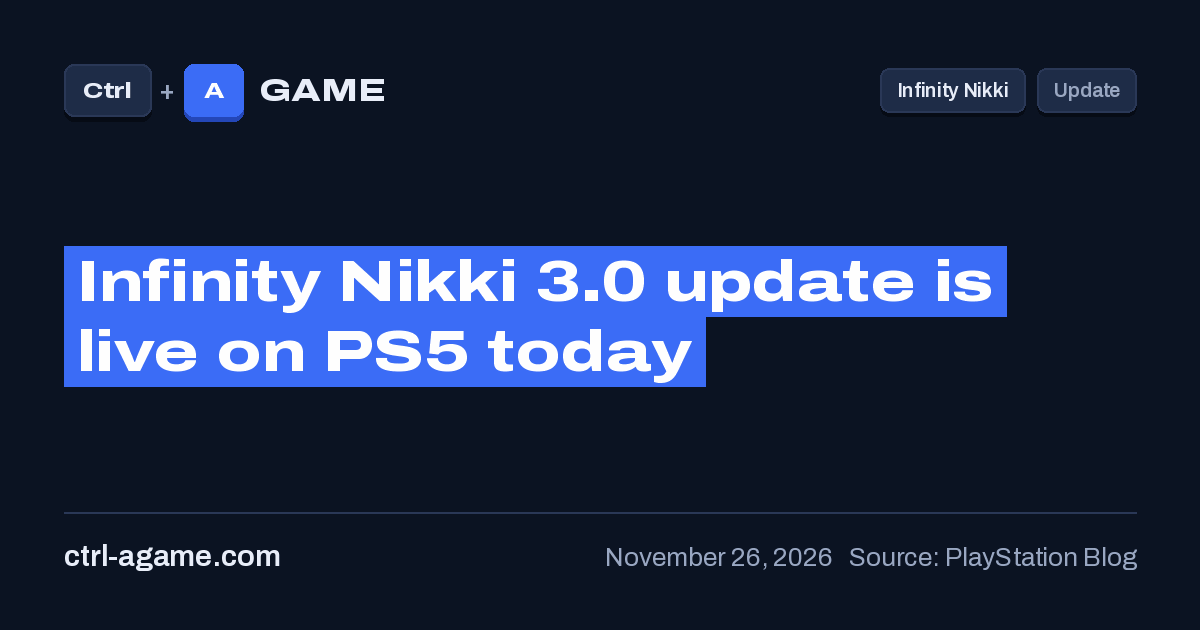 Ctrl + A GAME
Infinity Nikki
Update
Infinity Nikki 3.0 update is
live on PS5 today
ctrl-agame.com
November 26, 2026 Source: PlayStation Blog